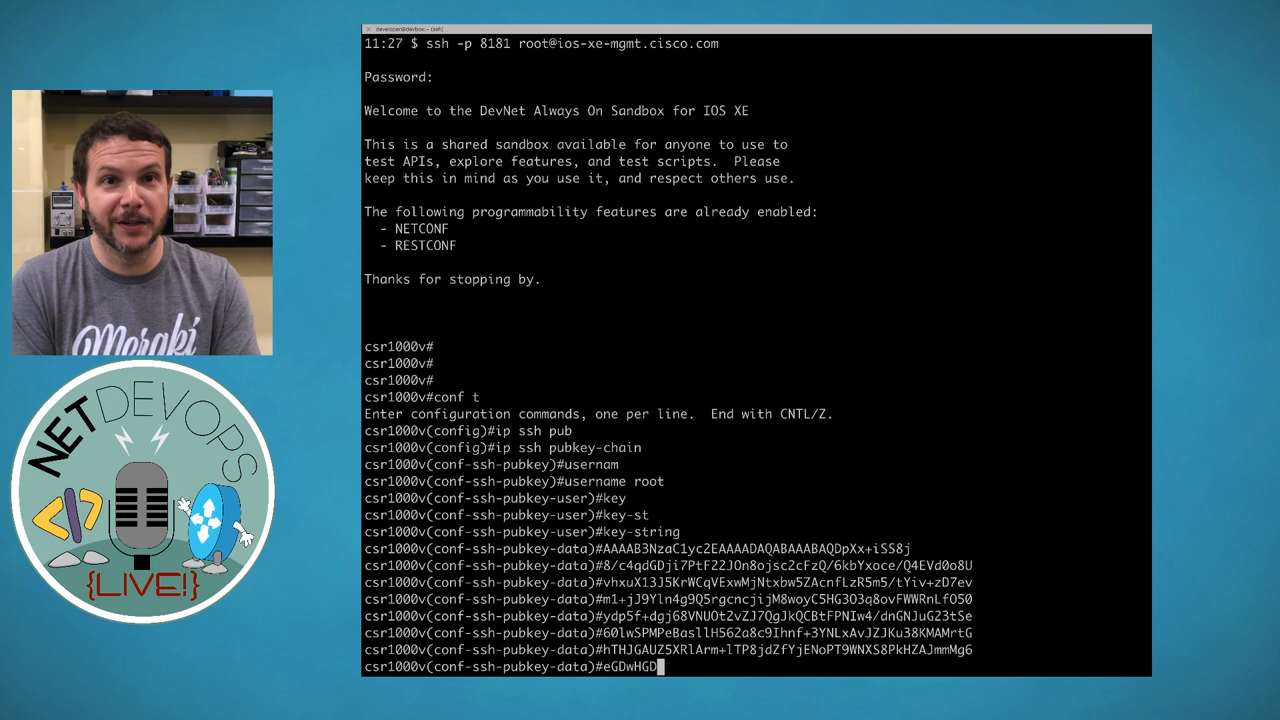 developer@devbox:~ (ssh)
11:27 $ ssh -p 8181 root@ios-xe-mgmt.cisco.com
Password:
Welcome to the DevNet Always On Sandbox for IOS XE
This is a shared sandbox available for anyone to use to
test APIs, explore features, and test scripts.  Please
keep this in mind as you use it, and respect others use.
The following programmability features are already enabled:
- NETCONF
- RESTCONF
Thanks for stopping by.
csr1000v#
csr1000v#
csr1000v#
csr1000v#conf t
Enter configuration commands, one per line.  End with CNTL/Z.
csr1000v(config)#ip ssh pub
csr1000v(config)#ip ssh pubkey-chain
csr1000v(conf-ssh-pubkey)#usernam
csr1000v(conf-ssh-pubkey)#username root
csr1000v(conf-ssh-pubkey-user)#key
csr1000v(conf-ssh-pubkey-user)#key-st
csr1000v(conf-ssh-pubkey-user)#key-string
csr1000v(conf-ssh-pubkey-data)#AAAAB3NzaC1yc2EAAAADAQABAAABAQDpXx+iSS8j
csr1000v(conf-ssh-pubkey-data)#8/c4qdGDji7PtF22JOn8ojsc2cFzQ/6kbYxoce/Q4EVd0o8U
csr1000v(conf-ssh-pubkey-data)#vhxuX13J5KrWCqVExwMjNtxbw5ZAcnfLzR5m5/tYiv+zD7ev
csr1000v(conf-ssh-pubkey-data)#m1+jJ9Yln4g9Q5rgcncjijM8woyC5HG3O3q8ovFWWRnLfO50
csr1000v(conf-ssh-pubkey-data)#ydp5f+dgj68VNUOt2vZJ7QgJkQCBtFPNIw4/dnGNJuG23tSe
csr1000v(conf-ssh-pubkey-data)#60lwSPMPeBasllH562a8c9Ihnf+3YNLxAvJZJKu38KMAMrtG
csr1000v(conf-ssh-pubkey-data)#hTHJGAUZ5XRlArm+lTP8jdZfYjENoPT9WNXS8PkHZAJmmMg6
csr1000v(conf-ssh-pubkey-data)#eGDwHGD
Meraki
NETDEVOPS
</>
{LIVE!}